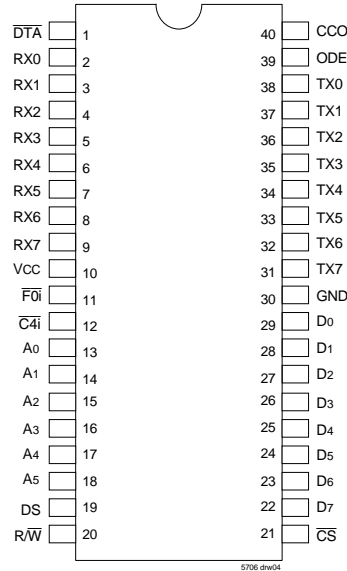 D̅T̅A̅ 1 40 CCO
RX0 2 39 ODE
RX1 3 38 TX0
RX2 4 37 TX1
RX3 5 36 TX2
RX4 6 35 TX3
RX5 7 34 TX4
RX6 8 33 TX5
RX7 9 32 TX6
VCC 10 31 TX7
F̅0̅i̅ 11 30 GND
C̅4̅i̅ 12 29 D0
A0 13 28 D1
A1 14 27 D2
A2 15 26 D3
A3 16 25 D4
A4 17 24 D5
A5 18 23 D6
DS 19 22 D7
R/W̅ 20 21 C̅S̅
5706 drw04